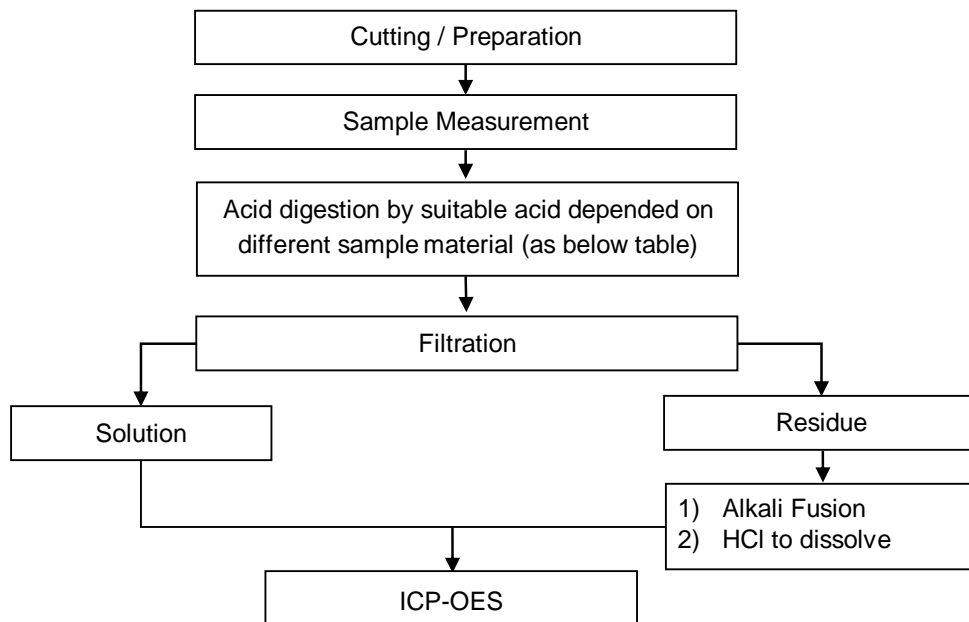 Cutting / Preparation
Sample Measurement
Acid digestion by suitable acid depended on
different sample material (as below table)
Filtration
Solution
Residue
1) Alkali Fusion
2) HCl to dissolve
ICP-OES